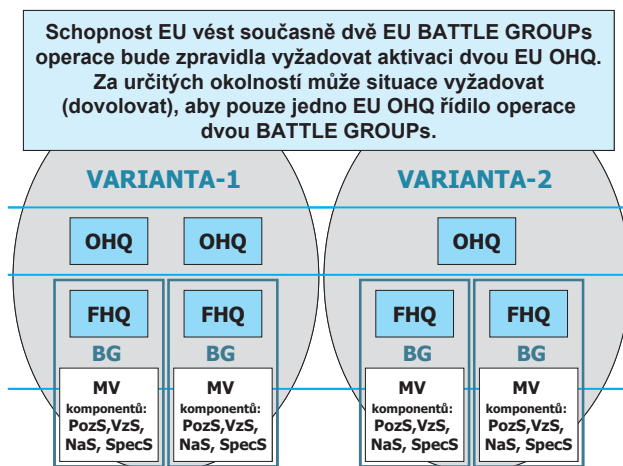 Schopnost EU vést současně dvě EU BATTLE GROUPs
operace bude zpravidla vyžadovat aktivaci dvou EU OHQ.
Za určitých okolností může situace vyžadovat
(dovolovat), aby pouze jedno EU OHQ řídilo operace
dvou BATTLE GROUPs.
VARIANTA-1
OHQ OHQ
FHQ FHQ
BG BG
MV MV
komponentů: komponentů:
PozS,VzS, PozS,VzS,
NaS, SpecS NaS, SpecS
VARIANTA-2
OHQ
FHQ FHQ
BG BG
MV MV
komponentů: komponentů:
PozS,VzS, PozS,VzS,
NaS, SpecS NaS, SpecS